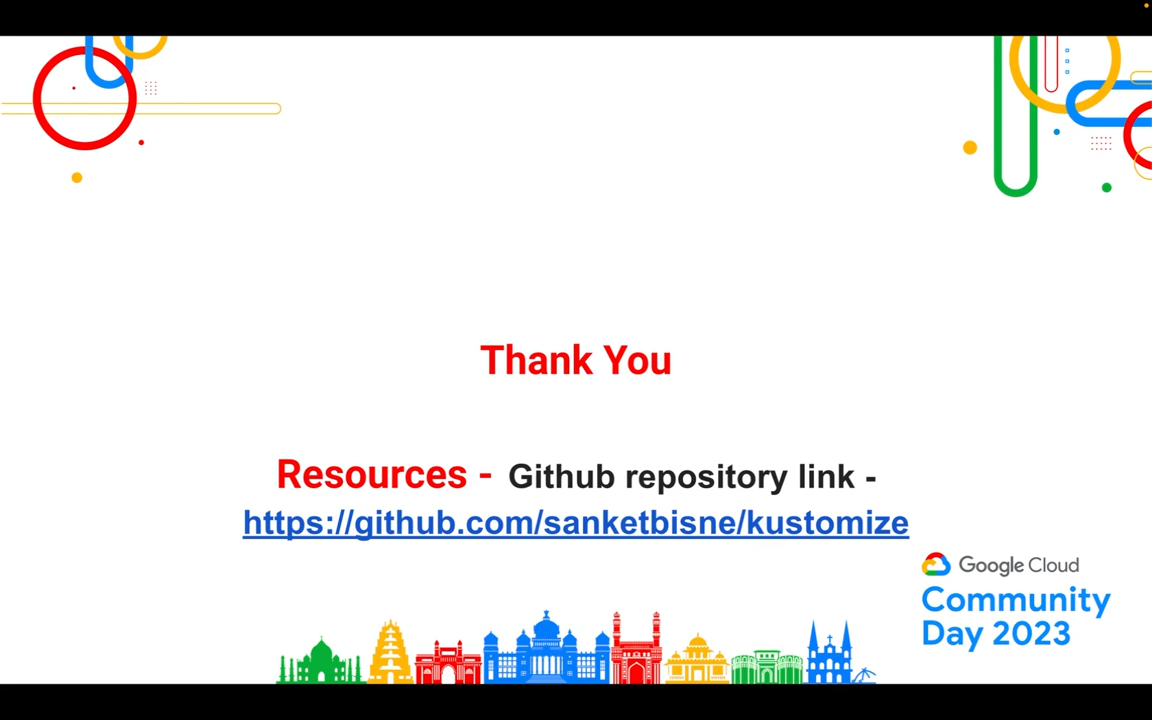 Thank You
Resources - Github repository link -
https://github.com/sanketbisne/kustomize
Google Cloud
Community
Day 2023